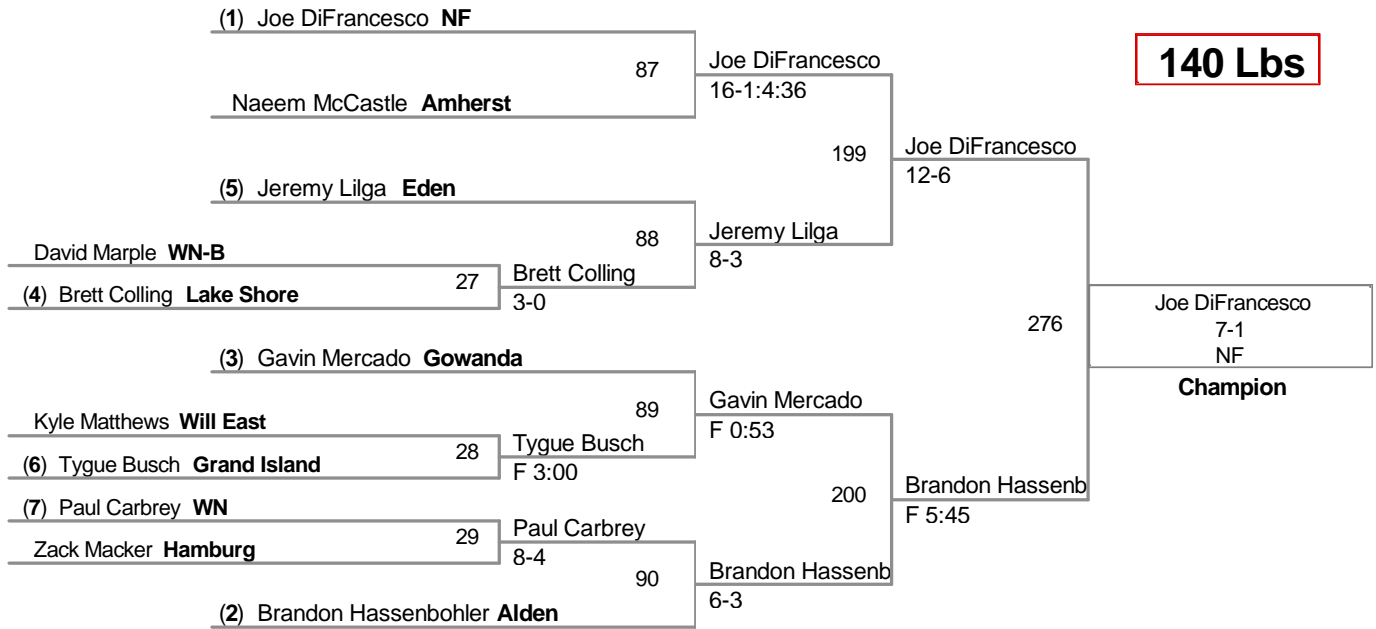 (1) Joe DiFrancesco NF
87
Joe DiFrancesco
16-1:4:36
140 Lbs
Naeem McCastle Amherst
199
Joe DiFrancesco
12-6
(5) Jeremy Lilga Eden
88
Jeremy Lilga
8-3
David Marple WN-B
27
Brett Colling
3-0
(4) Brett Colling Lake Shore
276
Joe DiFrancesco
7-1
NF
Champion
(3) Gavin Mercado Gowanda
89
Gavin Mercado
F 0:53
Kyle Matthews Will East
28
Tygue Busch
F 3:00
(6) Tygue Busch Grand Island
200
Brandon Hassenb
F 5:45
(7) Paul Carbrey WN
29
Paul Carbrey
8-4
Zack Macker Hamburg
90
Brandon Hassenb
6-3
(2) Brandon Hassenbohler Alden